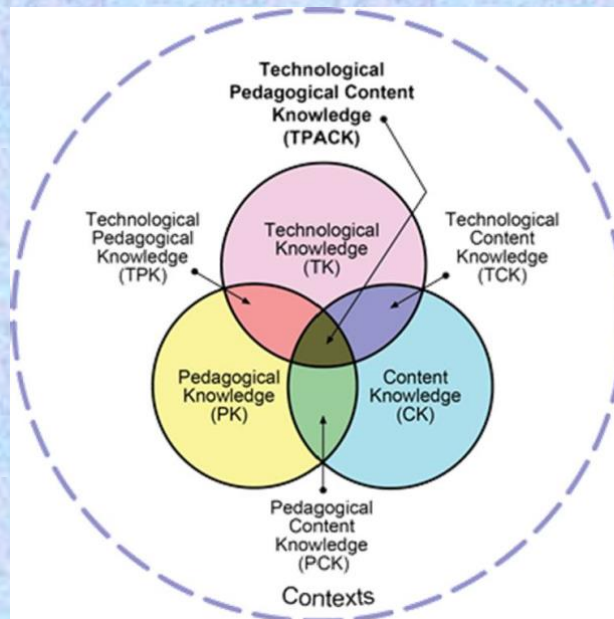 Technological
Pedagogical Content
Knowledge
(TPACK)
Technological
Pedagogical
Knowledge
(TPK)
Technological
Knowledge
(TK)
Technological
Content
Knowledge
(TCK)
Pedagogical
Knowledge
(PK)
Content
Knowledge
(CK)
Pedagogical
Content
Knowledge
(PCK)
Contexts